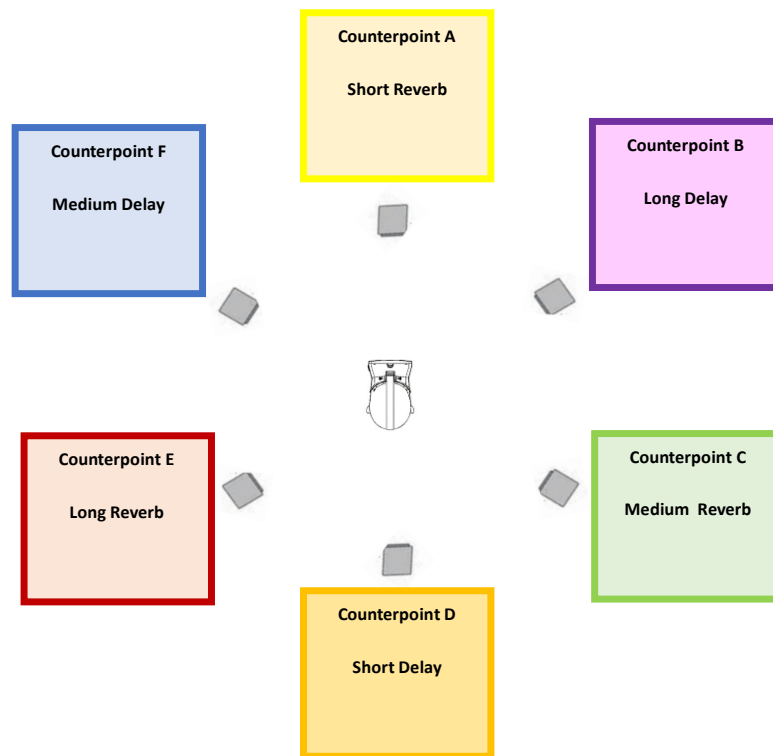 Counterpoint A
Short Reverb
Counterpoint F
Medium Delay
Counterpoint B
Long Delay
Counterpoint E
Long Reverb
Counterpoint C
Medium  Reverb
Counterpoint D
Short Delay